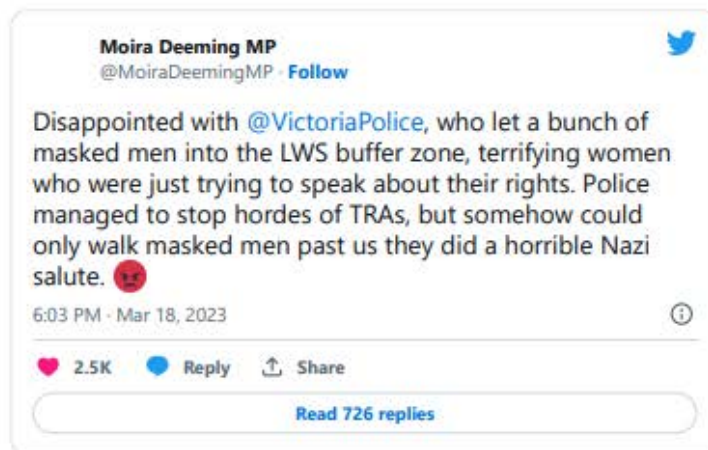 Moira Deeming MP
@MoiraDeemingMP · Follow
Disappointed with @VictoriaPolice, who let a bunch of
masked men into the LWS buffer zone, terrifying women
who were just trying to speak about their rights. Police
managed to stop hordes of TRAs, but somehow could
only walk masked men past us they did a horrible Nazi
salute. 😡
6:03 PM · Mar 18, 2023
2.5K Reply Share
Read 726 replies